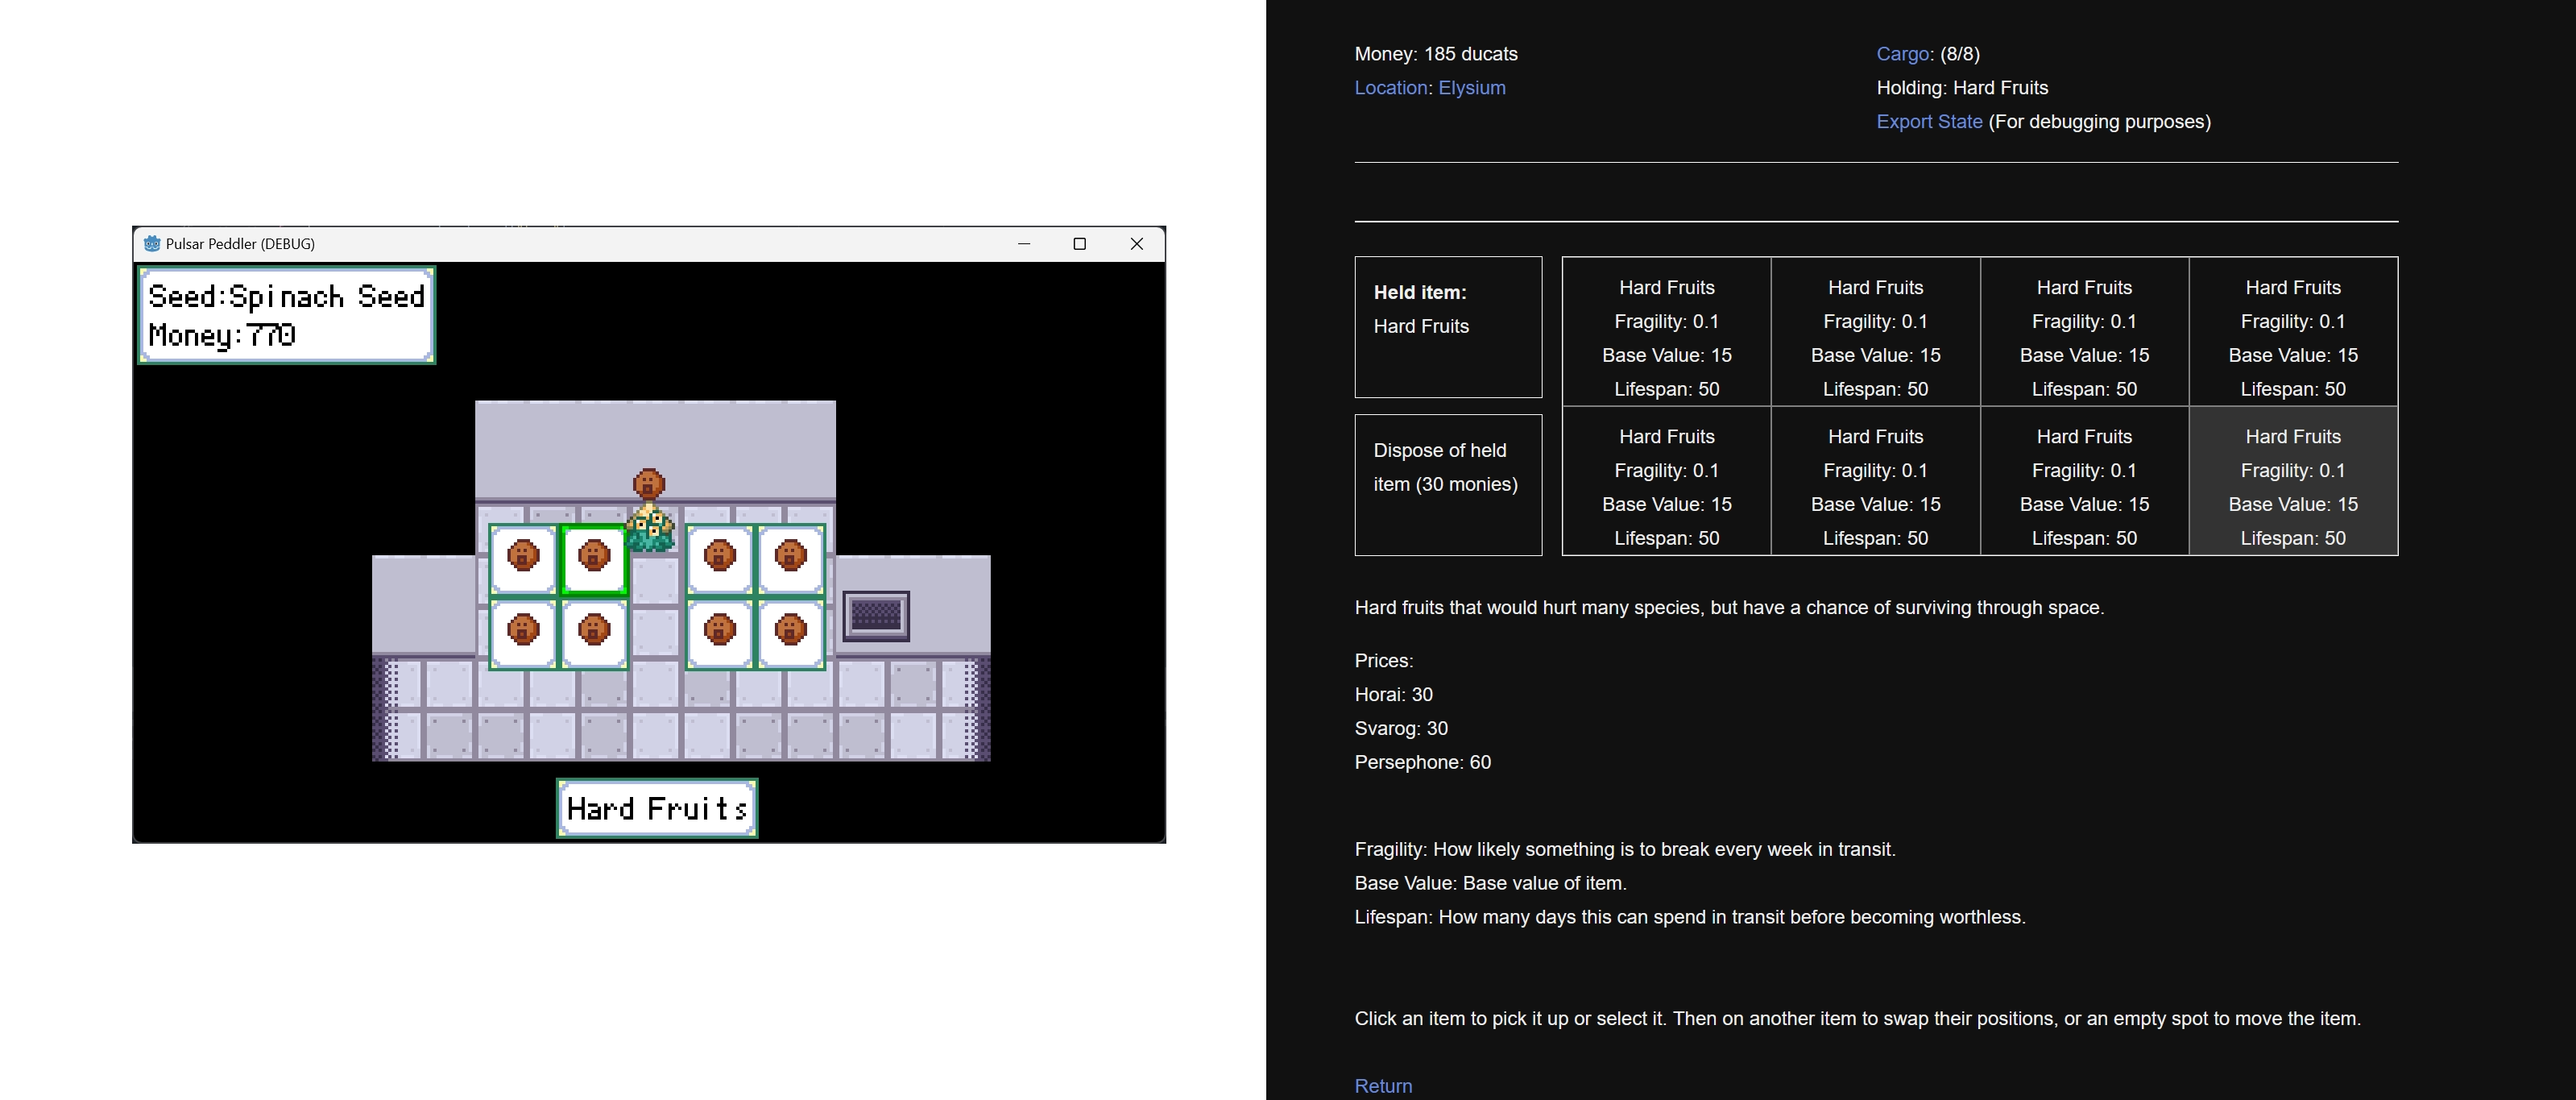 Pulsar Peddler (DEBUG)
Seed:Spinach Seed
Money:770
Hard Fruits
Money: 185 ducats
Location: Elysium
Cargo: (8/8)
Holding: Hard Fruits
Export State (For debugging purposes)
Held item:
Hard Fruits
Dispose of held
item (30 monies)
Hard Fruits
Fragility: 0.1
Base Value: 15
Lifespan: 50
Hard Fruits
Fragility: 0.1
Base Value: 15
Lifespan: 50
Hard Fruits
Fragility: 0.1
Base Value: 15
Lifespan: 50
Hard Fruits
Fragility: 0.1
Base Value: 15
Lifespan: 50
Hard Fruits
Fragility: 0.1
Base Value: 15
Lifespan: 50
Hard Fruits
Fragility: 0.1
Base Value: 15
Lifespan: 50
Hard Fruits
Fragility: 0.1
Base Value: 15
Lifespan: 50
Hard Fruits
Fragility: 0.1
Base Value: 15
Lifespan: 50
Hard fruits that would hurt many species, but have a chance of surviving through space.
Prices:
Horai: 30
Svarog: 30
Persephone: 60
Fragility: How likely something is to break every week in transit.
Base Value: Base value of item.
Lifespan: How many days this can spend in transit before becoming worthless.
Click an item to pick it up or select it. Then on another item to swap their positions, or an empty spot to move the item.
Return